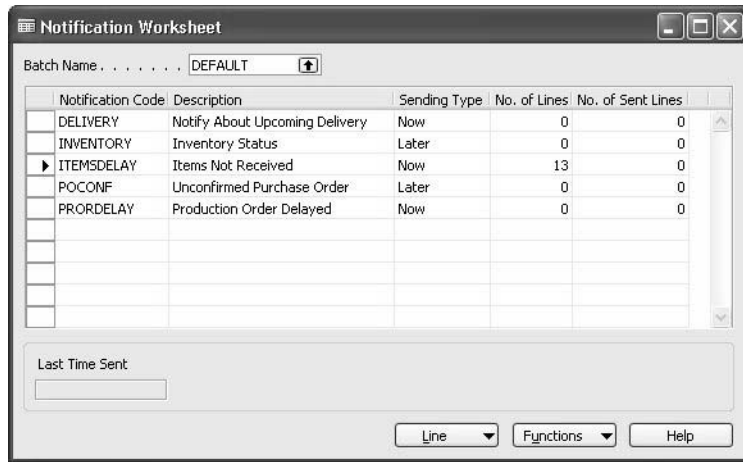 Notification Worksheet
Batch Name . . . . . . . DEFAULT
Notification Code Description Sending Type No. of Lines No. of Sent Lines
DELIVERY Notify About Upcoming Delivery Now 0 0
INVENTORY Inventory Status Later 0 0
ITEMSDELAY Items Not Received Now 13 0
POCONF Unconfirmed Purchase Order Later 0 0
PRORDELAY Production Order Delayed Now 0 0
Last Time Sent
Line Functions Help